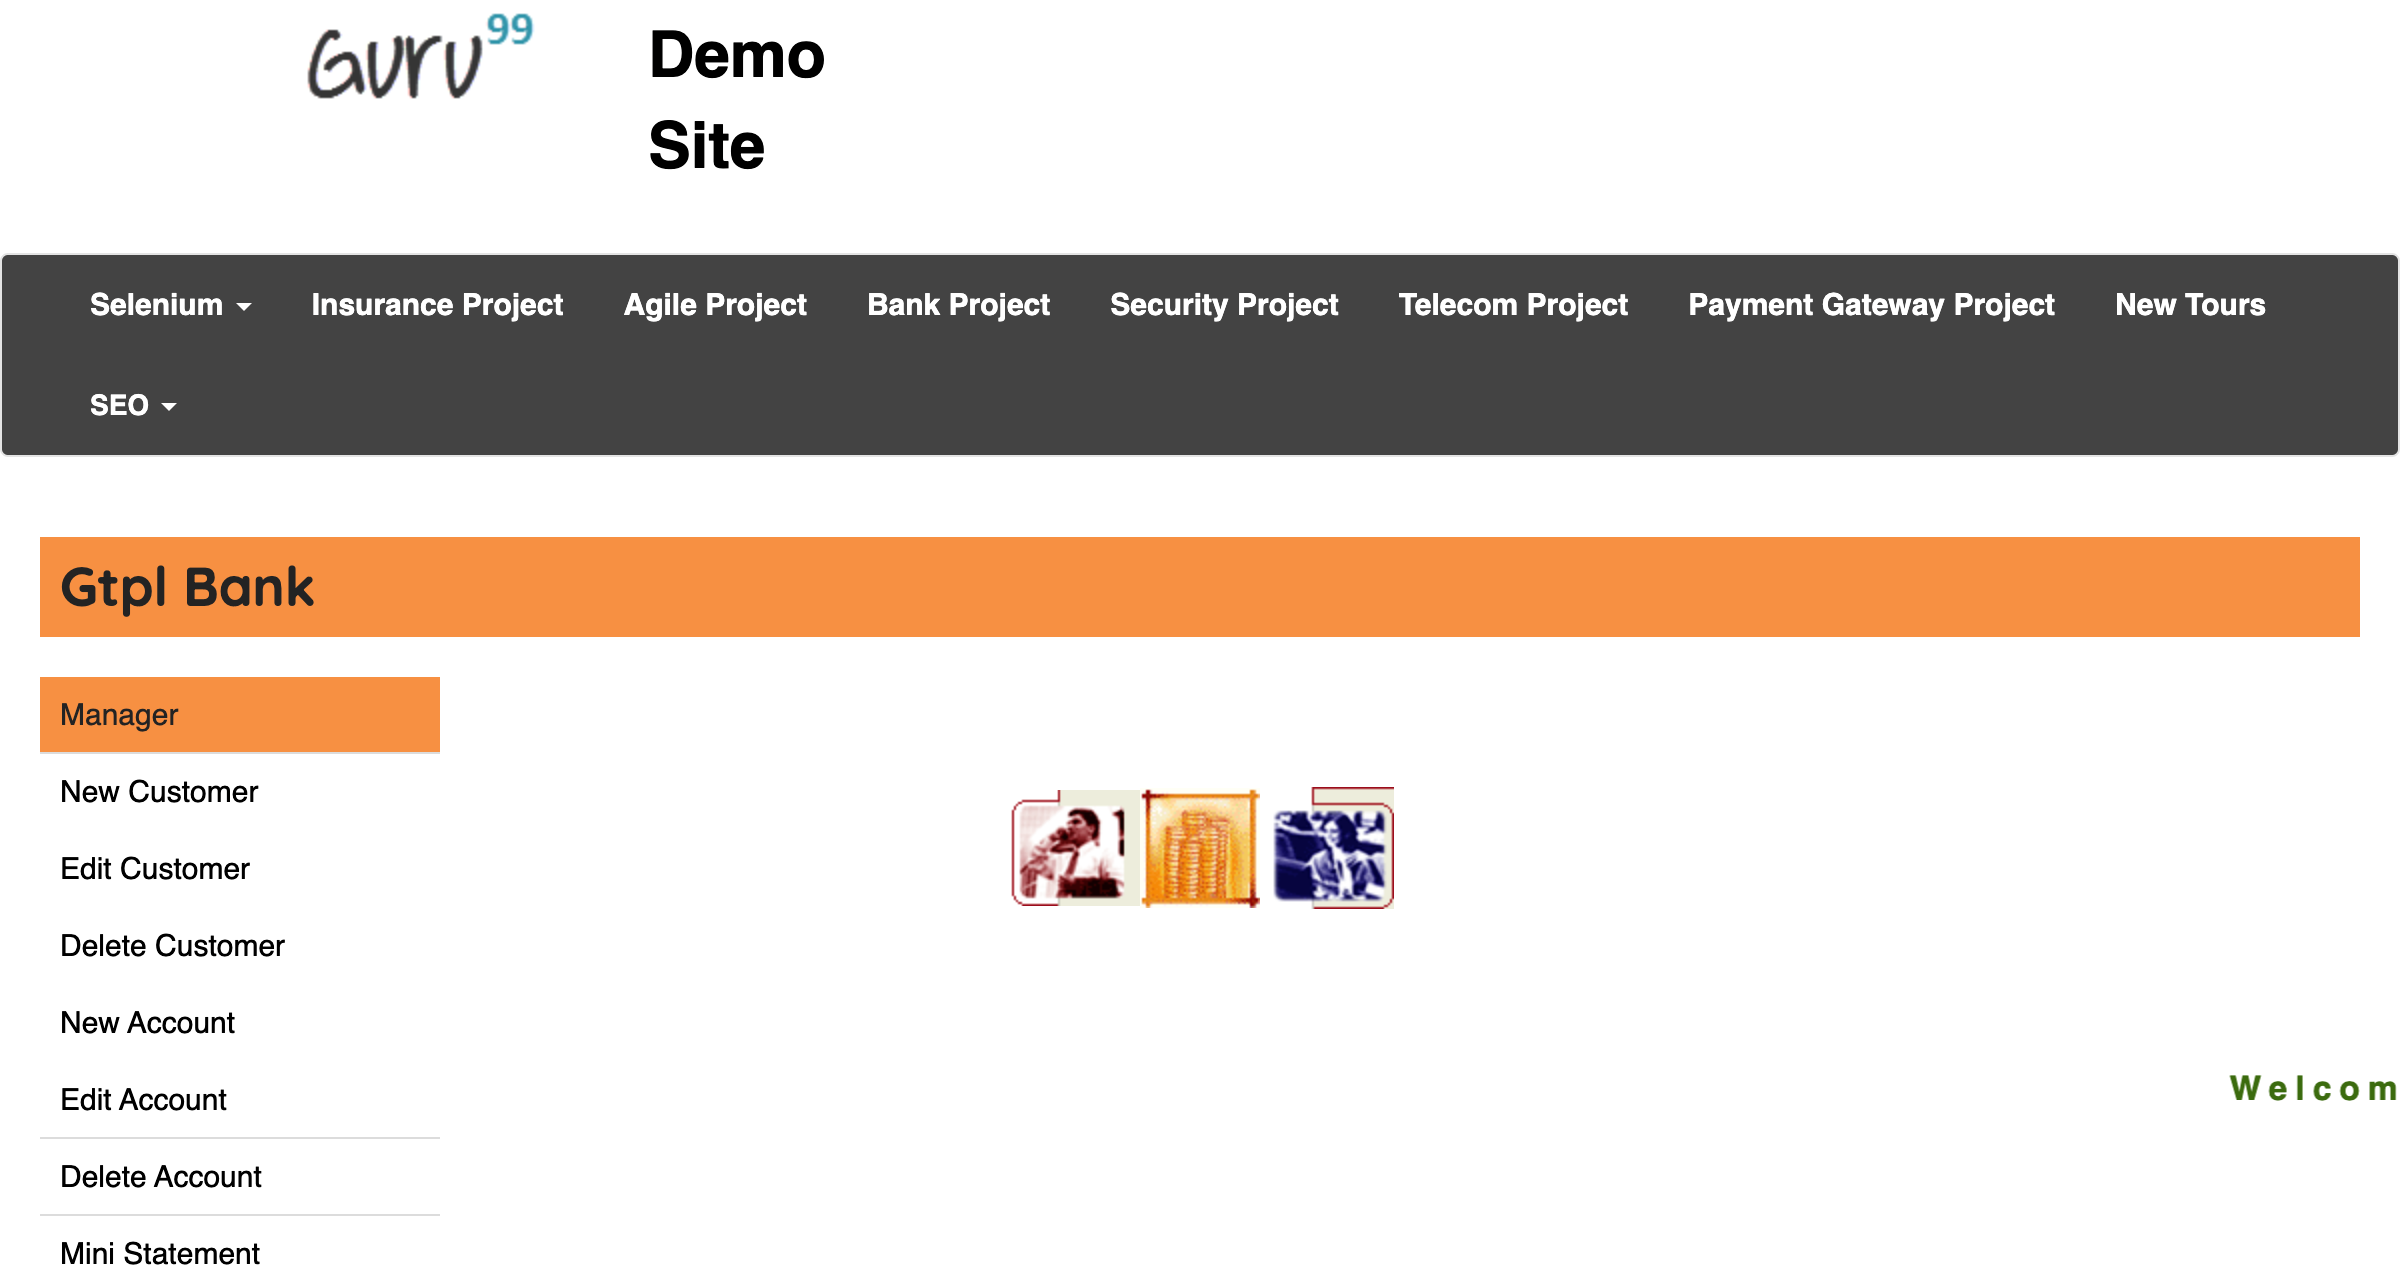 Guru99
Demo
Site
Selenium
Insurance Project
Agile Project
Bank Project
Security Project
Telecom Project
Payment Gateway Project
New Tours
SEO
Gtpl Bank
Manager
New Customer
Edit Customer
Delete Customer
New Account
Edit Account
Welcom
Delete Account
Mini Statement